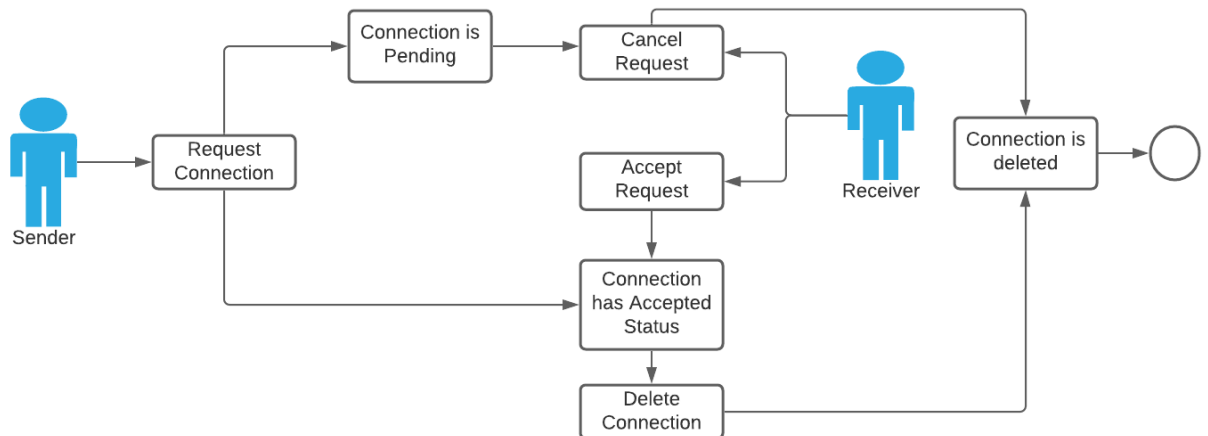 Connection is
Pending
Cancel
Request
Request
Connection
Connection is
deleted
Accept
Request
Receiver
Sender
Connection
has Accepted
Status
Delete
Connection